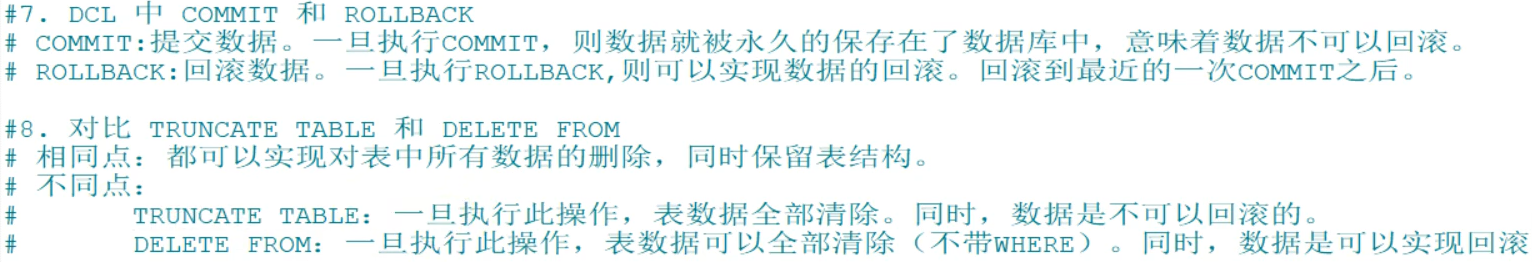 #7. DCL 中 COMMIT 和 ROLLBACK
# COMMIT:提交数据。一旦执行COMMIT，则数据就被永久的保存在了数据库中，意味着数据不可以回滚。
# ROLLBACK:回滚数据。一旦执行ROLLBACK,则可以实现数据的回滚。回滚到最近的一次COMMIT之后。
#8. 对比 TRUNCATE TABLE 和 DELETE FROM
# 相同点：都可以实现对表中所有数据的删除，同时保留表结构。
# 不同点：
# TRUNCATE TABLE：一旦执行此操作，表数据全部清除。同时，数据是不可以回滚的。
# DELETE FROM：一旦执行此操作，表数据可以全部清除（不带WHERE）。同时，数据是可以实现回滚